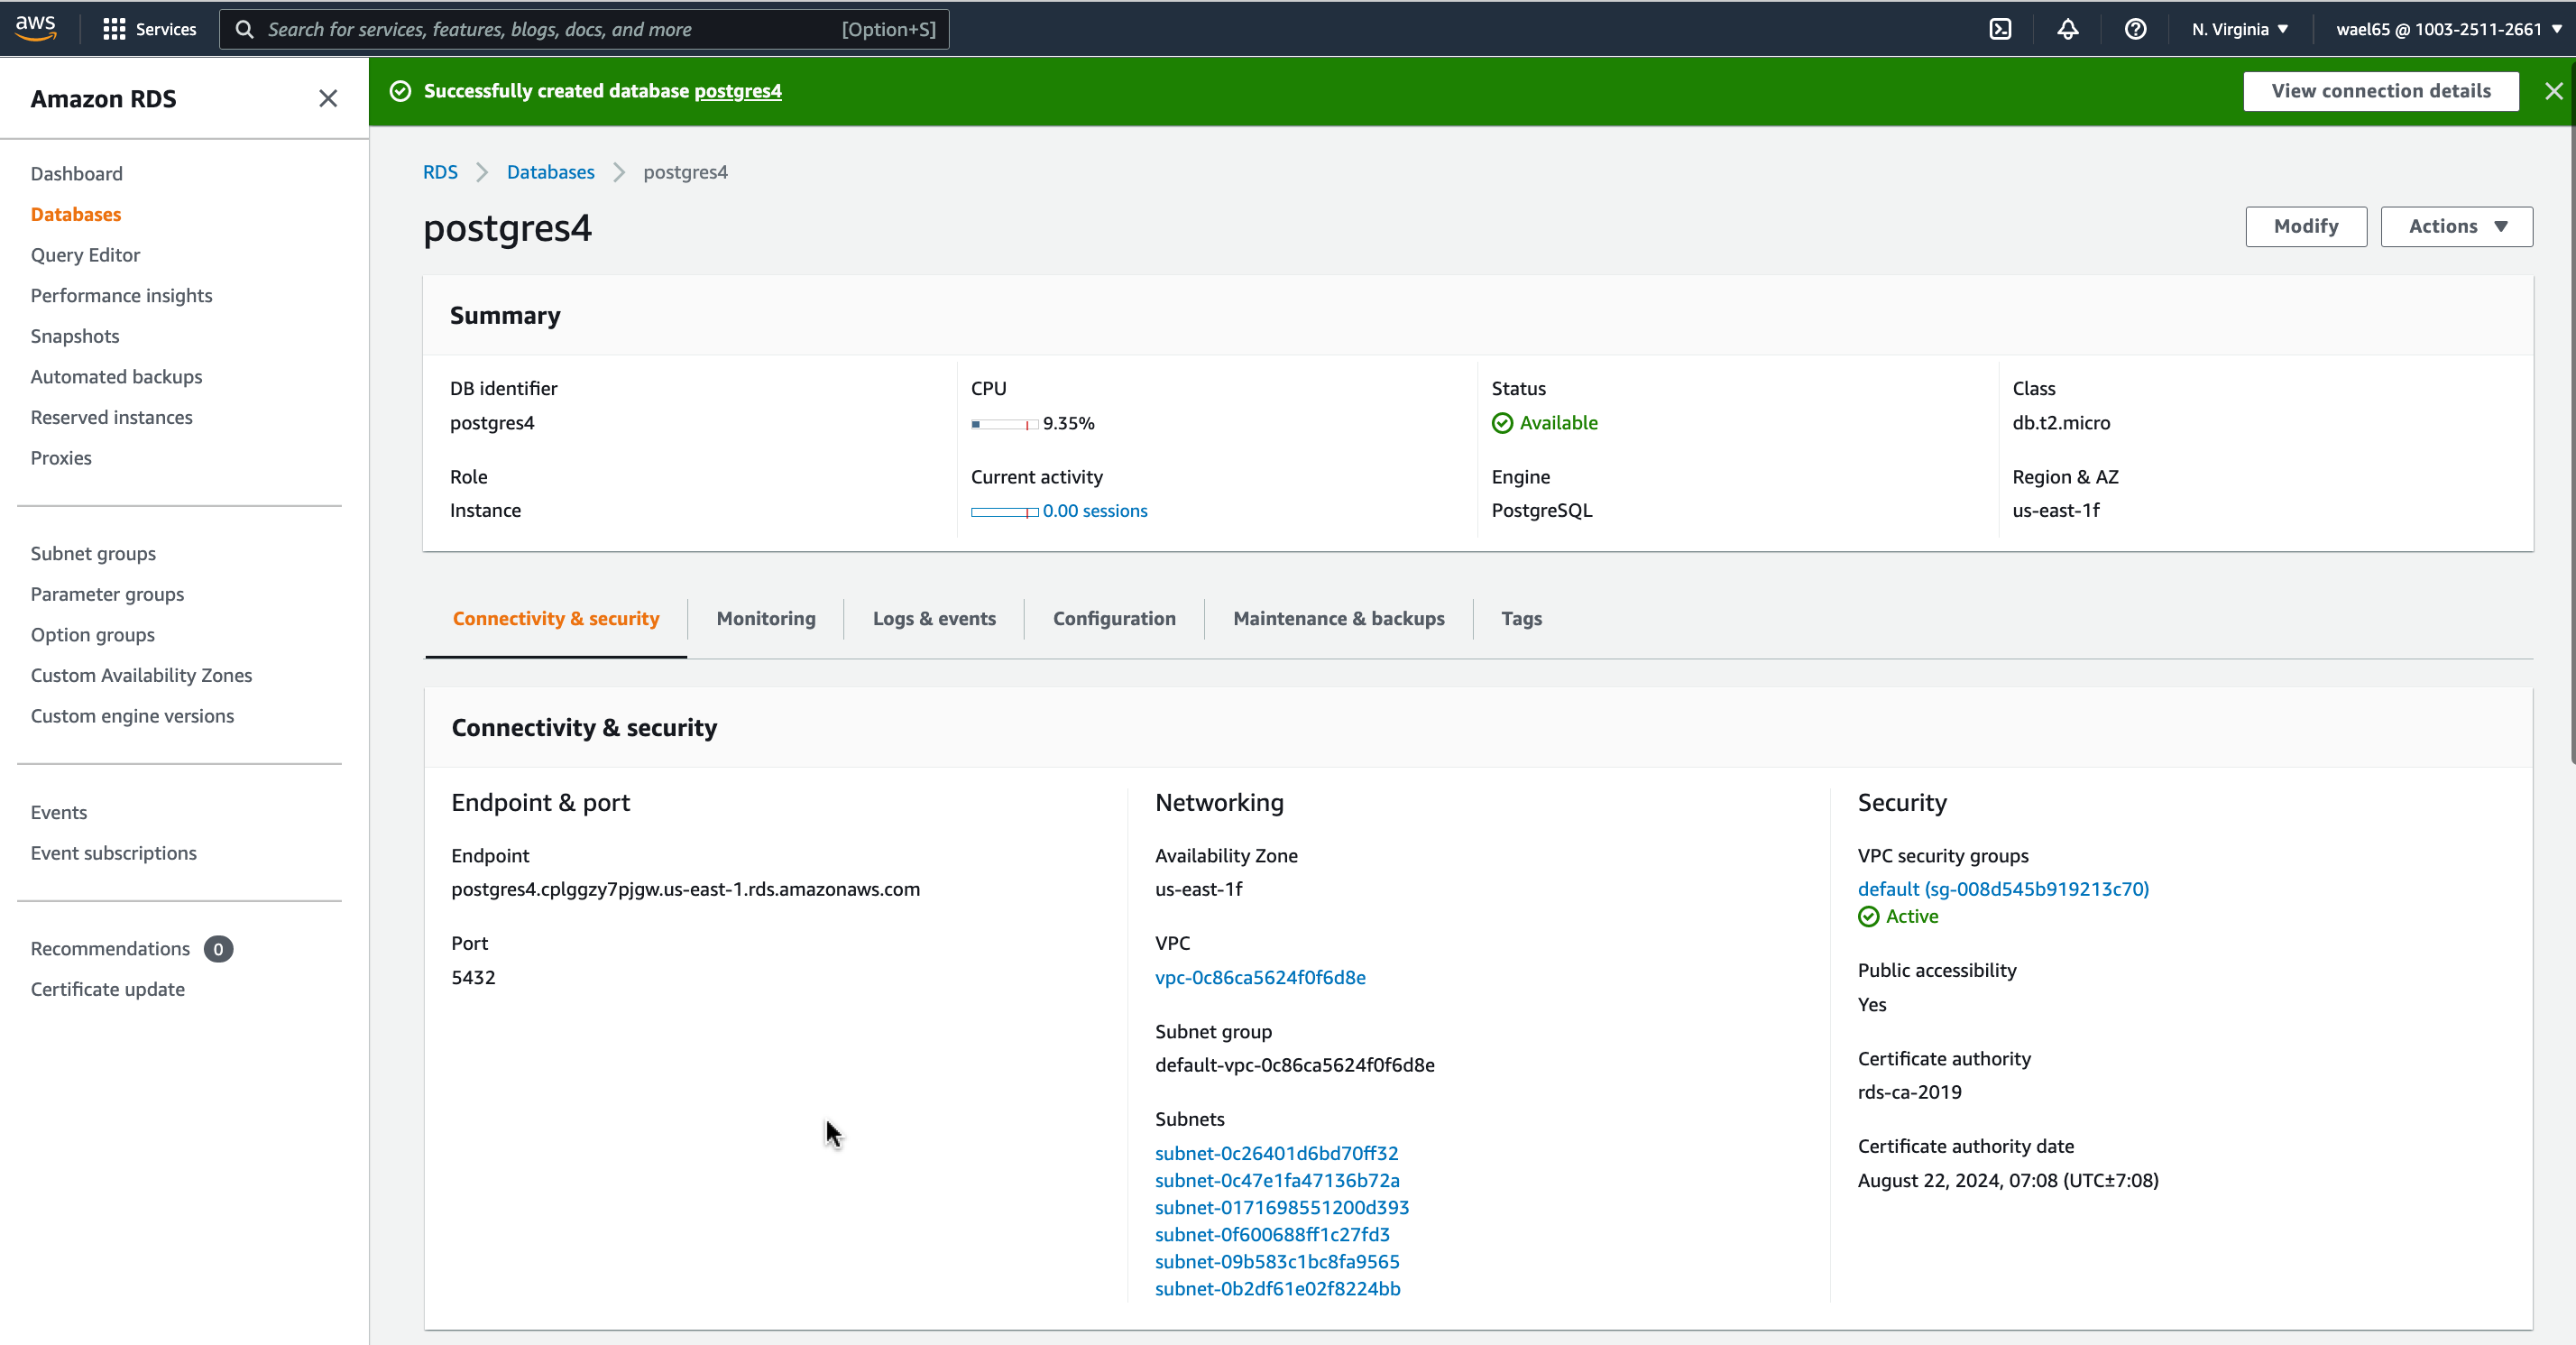 aws
Services
Search for services, features, blogs, docs, and more
[Option+S]
N. Virginia
wael65 @ 1003-2511-2661
Amazon RDS
Successfully created database postgres4
View connection details
Dashboard
Databases
Query Editor
Performance insights
Snapshots
Automated backups
Reserved instances
Proxies
Subnet groups
Parameter groups
Option groups
Custom Availability Zones
Custom engine versions
Events
Event subscriptions
Recommendations 0
Certificate update
RDS
Databases
postgres4
postgres4
Modify
Actions
Summary
DB identifier
postgres4
CPU
9.35%
Status
Available
Class
db.t2.micro
Role
Instance
Current activity
0.00 sessions
Engine
PostgreSQL
Region & AZ
us-east-1f
Connectivity & security
Monitoring
Logs & events
Configuration
Maintenance & backups
Tags
Connectivity & security
Endpoint & port
Endpoint
postgres4.cplggzy7pjgw.us-east-1.rds.amazonaws.com
Port
5432
Networking
Availability Zone
us-east-1f
VPC
vpc-0c86ca5624f0f6d8e
Subnet group
default-vpc-0c86ca5624f0f6d8e
Subnets
subnet-0c26401d6bd70ff32
subnet-0c47e1fa47136b72a
subnet-0171698551200d393
subnet-0f600688ff1c27fd3
subnet-09b583c1bc8fa9565
subnet-0b2df61e02f8224bb
Security
VPC security groups
default (sg-008d545b919213c70)
Active
Public accessibility
Yes
Certificate authority
rds-ca-2019
Certificate authority date
August 22, 2024, 07:08 (UTC±7:08)